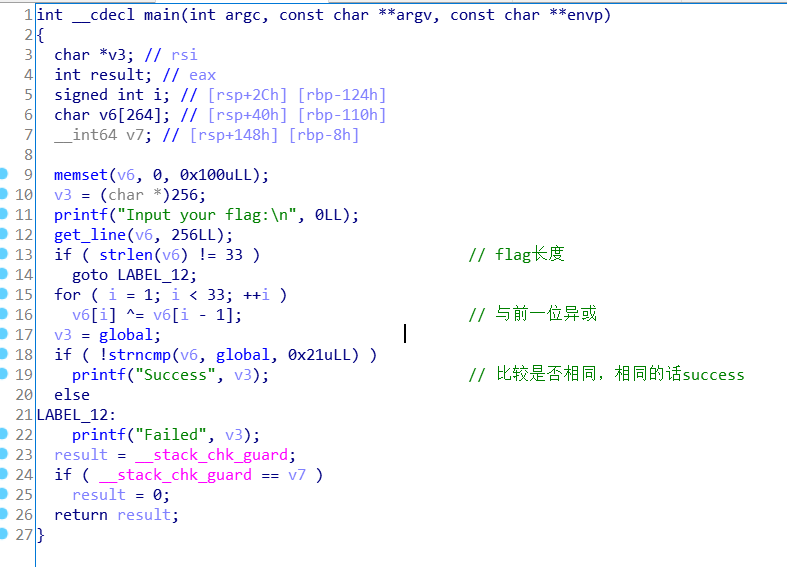 1 int __cdecl main(int argc, const char **argv, const char **envp)
2 {
3 char *v3; // rsi
4 int result; // eax
5 signed int i; // [rsp+2Ch] [rbp-124h]
6 char v6[264]; // [rsp+40h] [rbp-110h]
7 __int64 v7; // [rsp+148h] [rbp-8h]
8
9 memset(v6, 0, 0x100uLL);
10 v3 = (char *)256;
11 printf("Input your flag:\n", 0LL);
12 get_line(v6, 256LL);
13 if ( strlen(v6) != 33 ) // flag长度
14 goto LABEL_12;
15 for ( i = 1; i < 33; ++i )
16 v6[i] ^= v6[i - 1]; // 与前一位异或
17 v3 = global;
18 if ( !strncmp(v6, global, 0x21uLL) )
19 printf("Success", v3); // 比较是否相同，相同的话success
20 else
21 LABEL_12:
22 printf("Failed", v3);
23 result = __stack_chk_guard;
24 if ( __stack_chk_guard == v7 )
25 result = 0;
26 return result;
27 }